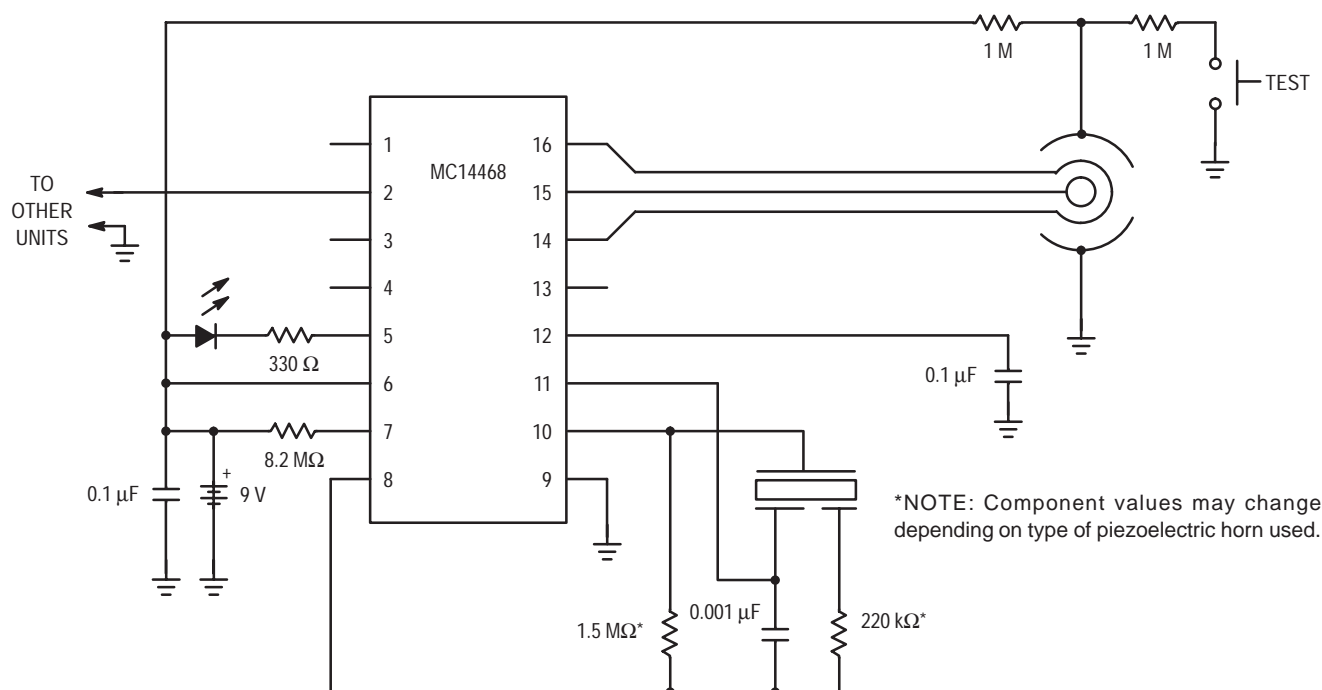 1 M
1 M
TEST
MC14468
1
16
TO
OTHER
UNITS
2
15
3
14
4
13
5
12
330 Ω
0.1 µF
6
11
7
10
8.2 MΩ
8
9
0.1 µF
+
9 V
*NOTE: Component values may change
depending on type of piezoelectric horn used.
1.5 MΩ*
0.001 µF
220 kΩ*